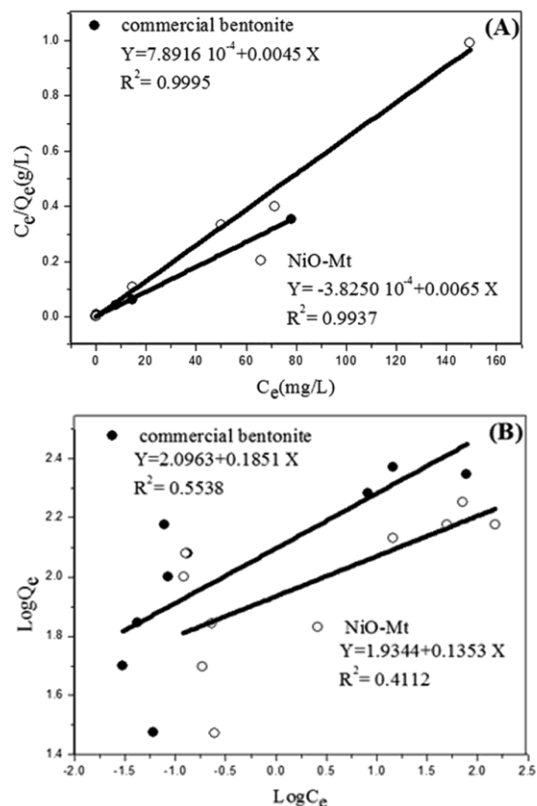 (A)
● commercial bentonite
Y=7.8916 10⁻⁴+0.0045 X
R²= 0.9995
○ NiO-Mt
Y= -3.8250 10⁻⁴+0.0065 X
R²= 0.9937
Cₑ/Qₑ(g/L)
1.0
0.8
0.6
0.4
0.2
0.0
0 20 40 60 80 100 120 140 160
Cₑ(mg/L)
(B)
● commercial bentonite
Y=2.0963+0.1851 X
R²= 0.5538
○ NiO-Mt
Y=1.9344+0.1353 X
R²= 0.4112
LogQₑ
2.4
2.2
2.0
1.8
1.6
1.4
-2.0 -1.5 -1.0 -0.5 0.0 0.5 1.0 1.5 2.0 2.5
LogCₑ